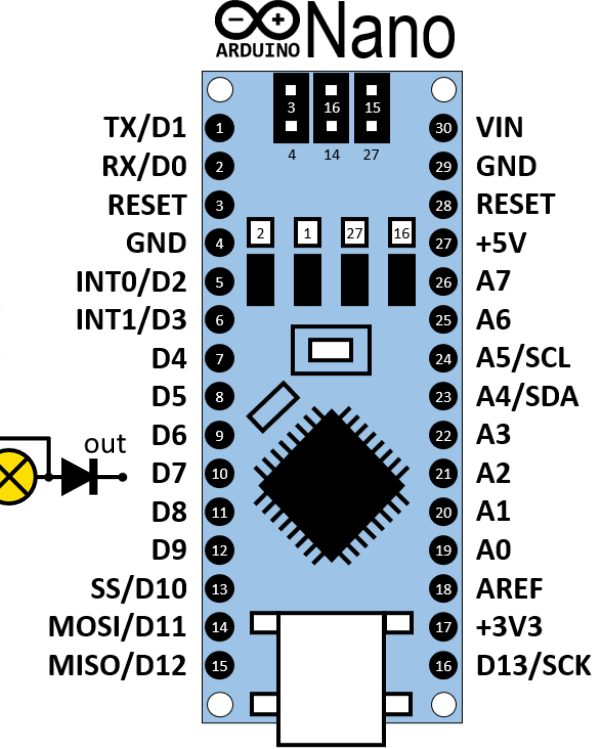 ARDUINO Nano
3 16 15
4 14 27
TX/D1 1 30 VIN
RX/D0 2 29 GND
RESET 3 28 RESET
2 1 27 16
GND 4 27 +5V
INT0/D2 5 26 A7
INT1/D3 6 25 A6
D4 7 24 A5/SCL
D5 8 23 A4/SDA
D6 9 22 A3
out
D7 10 21 A2
D8 11 20 A1
D9 12 19 A0
SS/D10 13 18 AREF
MOSI/D11 14 17 +3V3
MISO/D12 15 16 D13/SCK